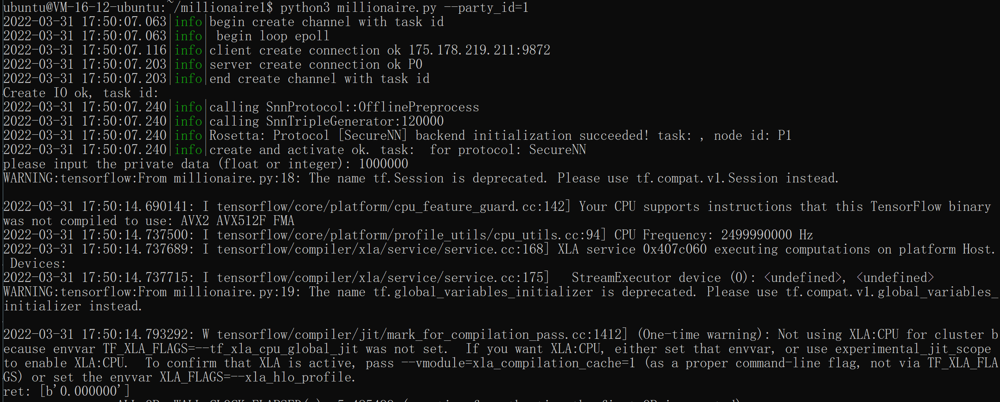 ubuntu@VM-16-12-ubuntu:~/millionaire1$ python3 millionaire.py --party_id=1
2022-03-31 17:50:07.063|info|begin create channel with task id
2022-03-31 17:50:07.063|info| begin loop epoll
2022-03-31 17:50:07.116|info|client create connection ok 175.178.219.211:9872
2022-03-31 17:50:07.203|info|server create connection ok P0
2022-03-31 17:50:07.203|info|end create channel with task id
Create IO ok, task id:
2022-03-31 17:50:07.240|info|calling SnnProtocol::OfflinePreprocess
2022-03-31 17:50:07.240|info|calling SnnTripleGenerator:120000
2022-03-31 17:50:07.240|info|Rosetta: Protocol [SecureNN] backend initialization succeeded! task: , node id: P1
2022-03-31 17:50:07.240|info|create and activate ok. task:  for protocol: SecureNN
please input the private data (float or integer): 1000000
WARNING:tensorflow:From millionaire.py:18: The name tf.Session is deprecated. Please use tf.compat.v1.Session instead.
2022-03-31 17:50:14.690141: I tensorflow/core/platform/cpu_feature_guard.cc:142] Your CPU supports instructions that this TensorFlow binary
was not compiled to use: AVX2 AVX512F FMA
2022-03-31 17:50:14.737500: I tensorflow/core/platform/profile_utils/cpu_utils.cc:94] CPU Frequency: 2499990000 Hz
2022-03-31 17:50:14.737689: I tensorflow/compiler/xla/service/service.cc:168] XLA service 0x407c060 executing computations on platform Host.
 Devices:
2022-03-31 17:50:14.737715: I tensorflow/compiler/xla/service/service.cc:175]   StreamExecutor device (0): <undefined>, <undefined>
WARNING:tensorflow:From millionaire.py:19: The name tf.global_variables_initializer is deprecated. Please use tf.compat.v1.global_variables_
initializer instead.
2022-03-31 17:50:14.793292: W tensorflow/compiler/jit/mark_for_compilation_pass.cc:1412] (One-time warning): Not using XLA:CPU for cluster b
ecause envvar TF_XLA_FLAGS=--tf_xla_cpu_global_jit was not set.  If you want XLA:CPU, either set that envvar, or use experimental_jit_scope
to enable XLA:CPU.  To confirm that XLA is active, pass --vmodule=xla_compilation_cache=1 (as a proper command-line flag, not via TF_XLA_FLA
GS) or set the envvar XLA_FLAGS=--xla_hlo_profile.
ret: [b'0.000000']